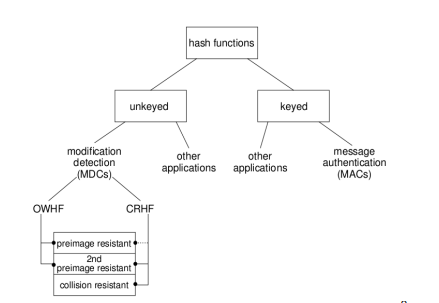 hash functions
unkeyed
keyed
modification
detection
(MDCs)
other
applications
other
applications
message
authentication
(MACs)
OWHF
CRHF
preimage resistant
2nd
preimage resistant
collision resistant